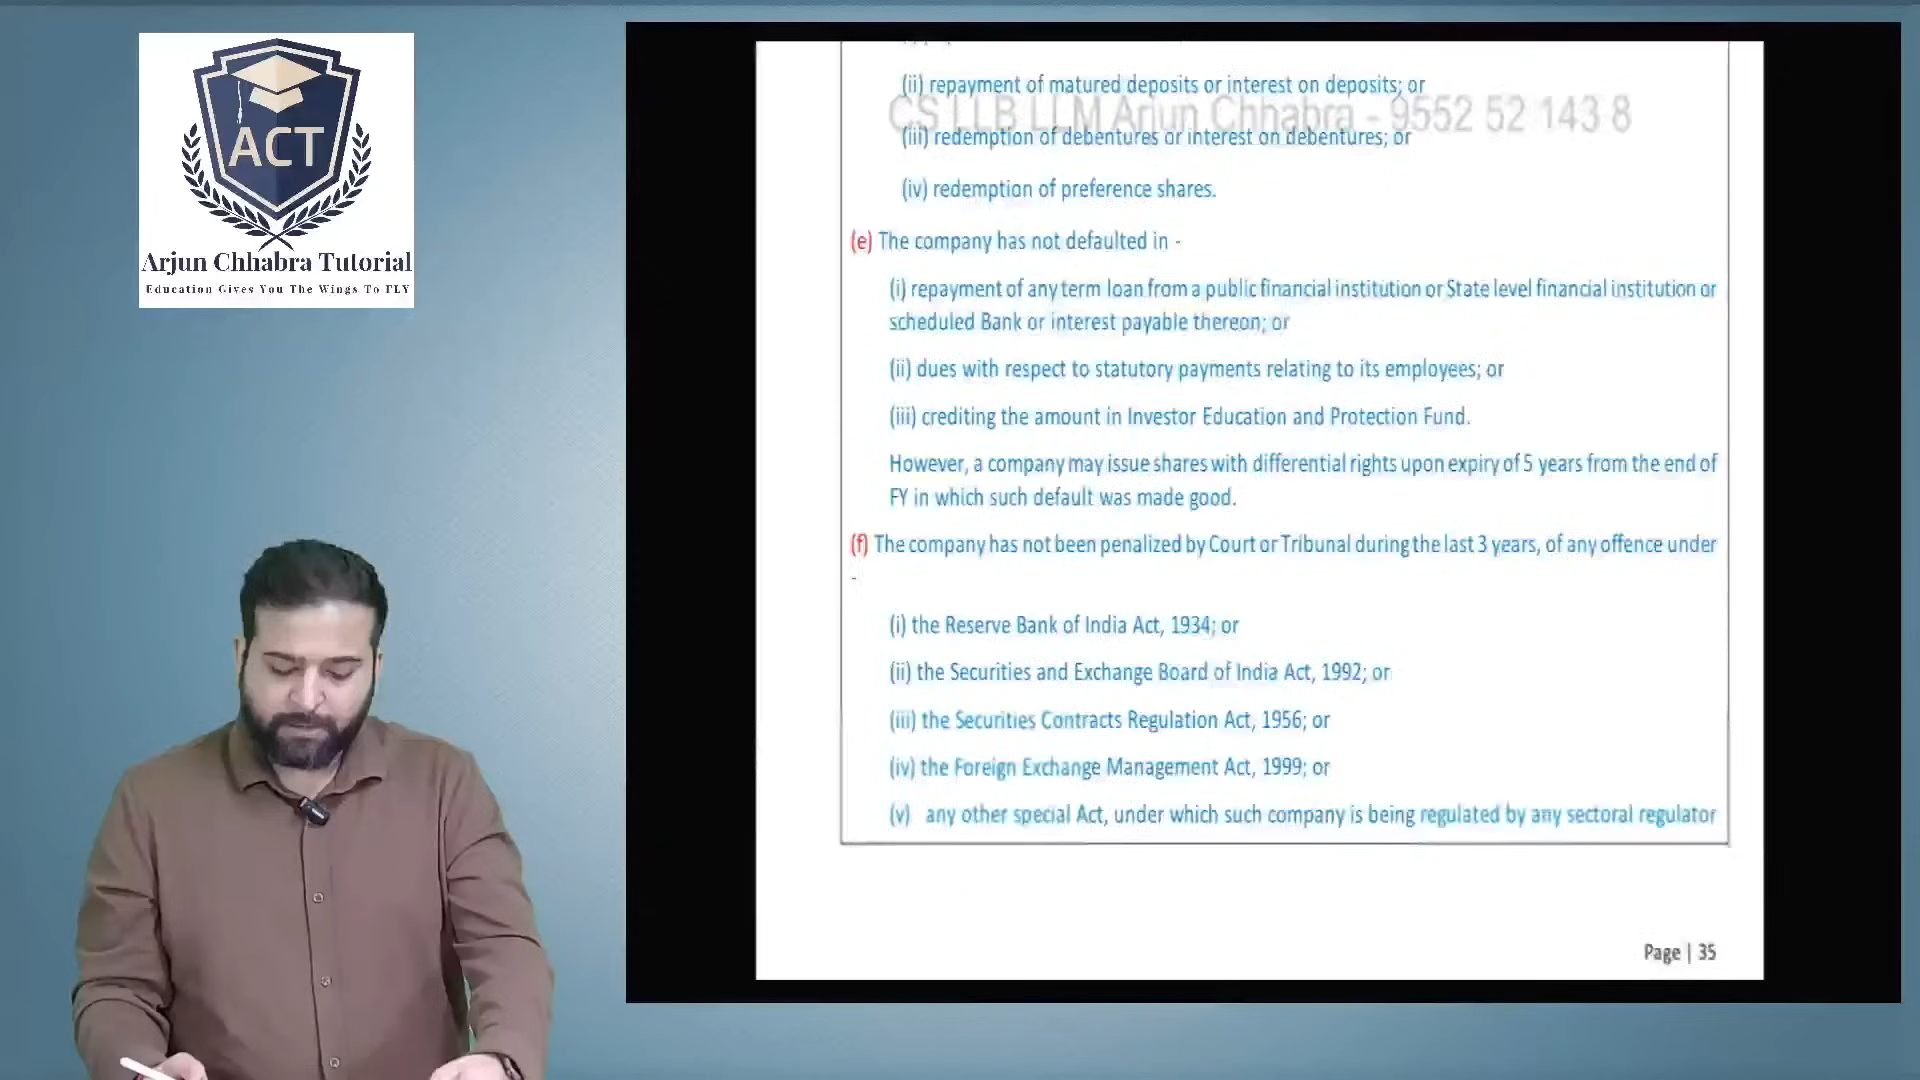 ACT
Arjun Chhabra Tutorial
Education Gives You The Wings To FLY
(ii) repayment of matured deposits or interest on deposits; or
CS LLB LLM Arjun Chhabra - 9552 52 143 8
(iii) redemption of debentures or interest on debentures; or
(iv) redemption of preference shares.
(e) The company has not defaulted in -
(i) repayment of any term loan from a public financial institution or State level financial institution or
scheduled Bank or interest payable thereon; or
(ii) dues with respect to statutory payments relating to its employees; or
(iii) crediting the amount in Investor Education and Protection Fund.
However, a company may issue shares with differential rights upon expiry of 5 years from the end of
FY in which such default was made good.
(f) The company has not been penalized by Court or Tribunal during the last 3 years, of any offence under
-
(i) the Reserve Bank of India Act, 1934; or
(ii) the Securities and Exchange Board of India Act, 1992; or
(iii) the Securities Contracts Regulation Act, 1956; or
(iv) the Foreign Exchange Management Act, 1999; or
(v) any other special Act, under which such company is being regulated by any sectoral regulator
Page | 35